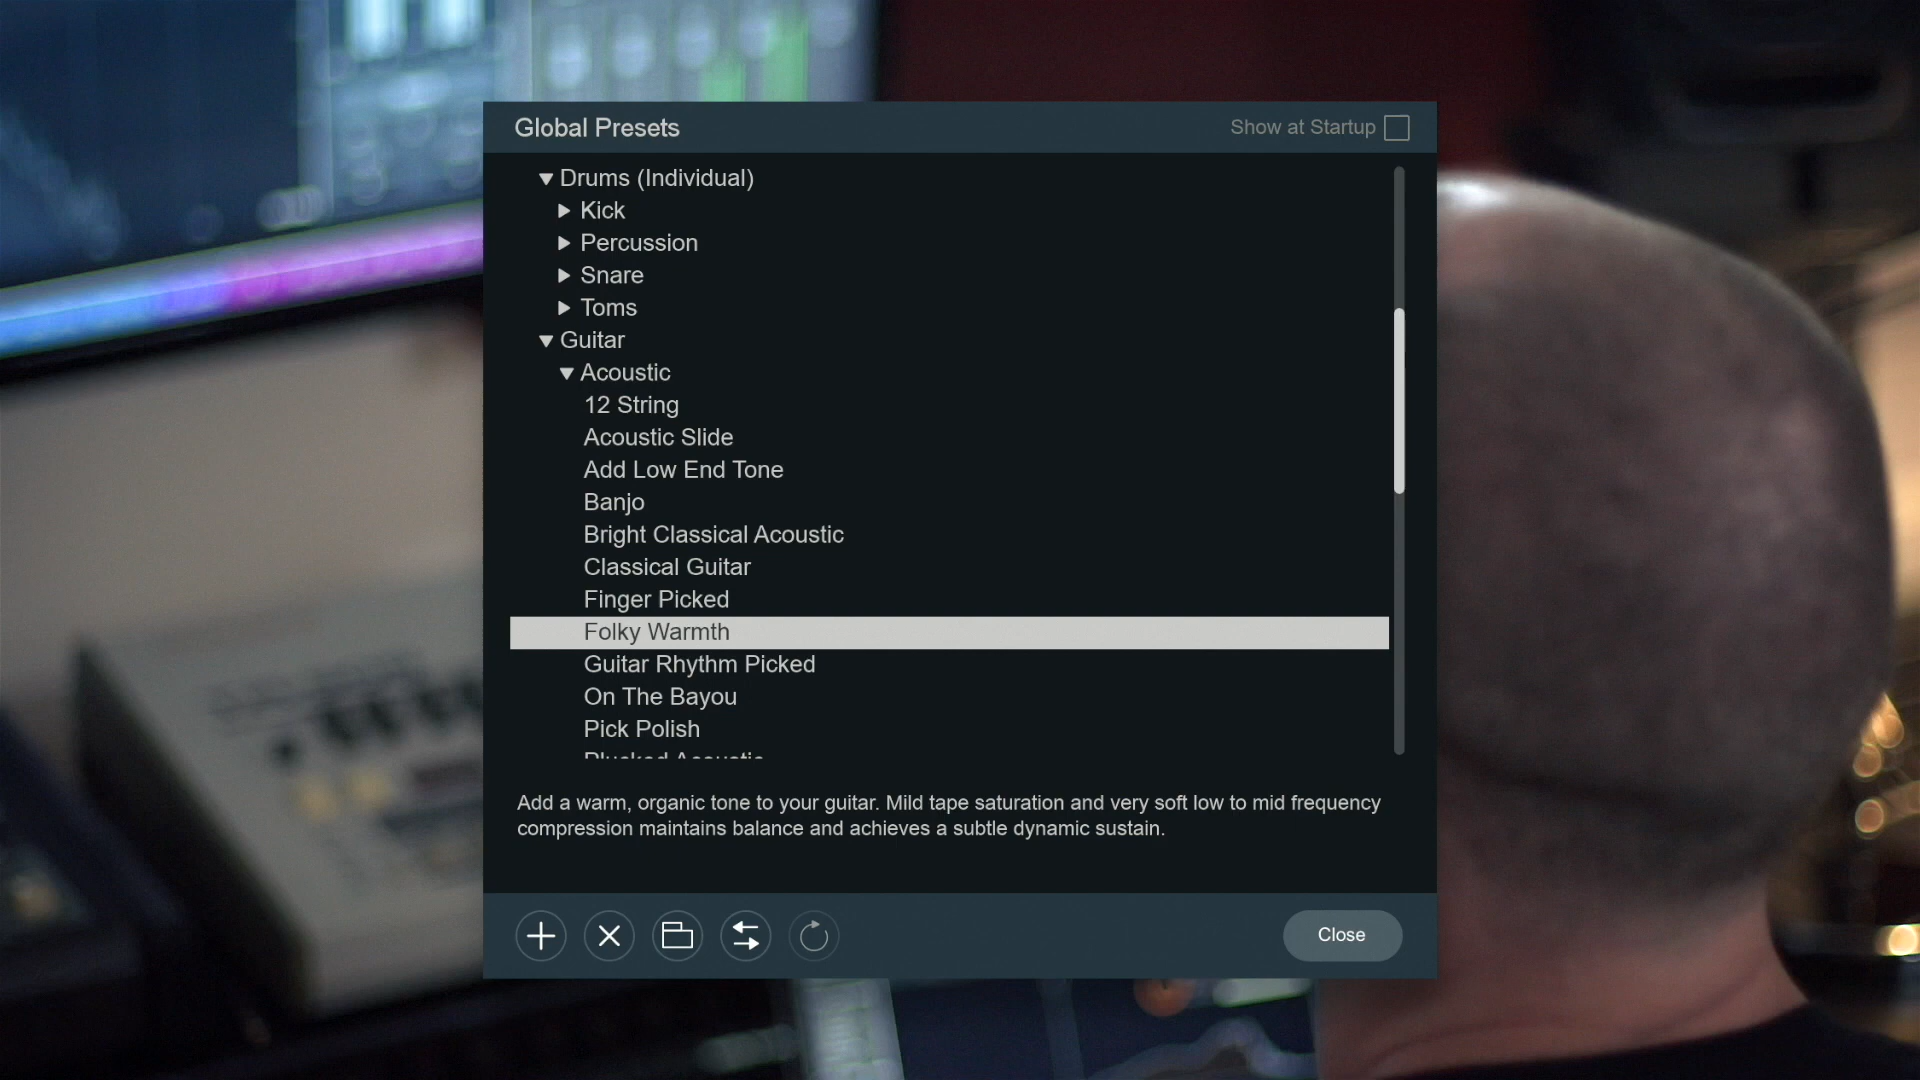 Global Presets
Show at Startup
Drums (Individual)
Kick
Percussion
Snare
Toms
Guitar
Acoustic
12 String
Acoustic Slide
Add Low End Tone
Banjo
Bright Classical Acoustic
Classical Guitar
Finger Picked
Folky Warmth
Guitar Rhythm Picked
On The Bayou
Pick Polish
Plucked Acoustic
Add a warm, organic tone to your guitar. Mild tape saturation and very soft low to mid frequency
compression maintains balance and achieves a subtle dynamic sustain.
Close